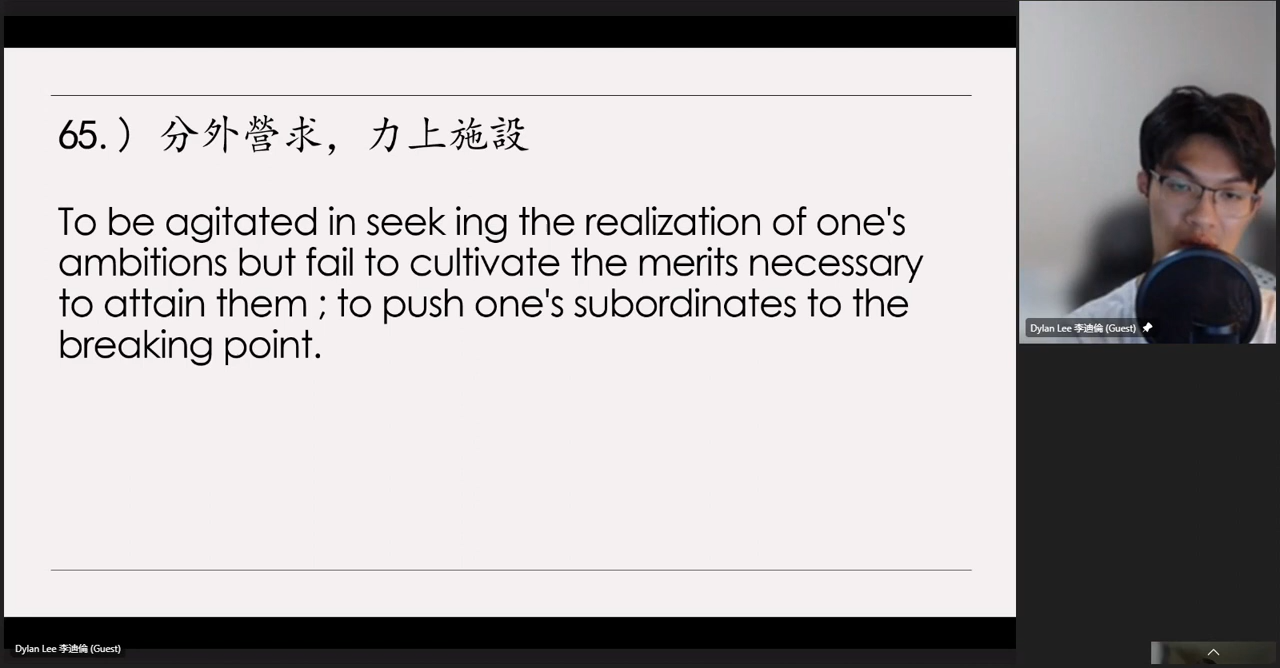 65.）分外營求，力上施設
To be agitated in seek ing the realization of one's
ambitions but fail to cultivate the merits necessary
to attain them ; to push one's subordinates to the
breaking point.
Dylan Lee 李迪倫 (Guest)
Dylan Lee 李迪倫 (Guest)